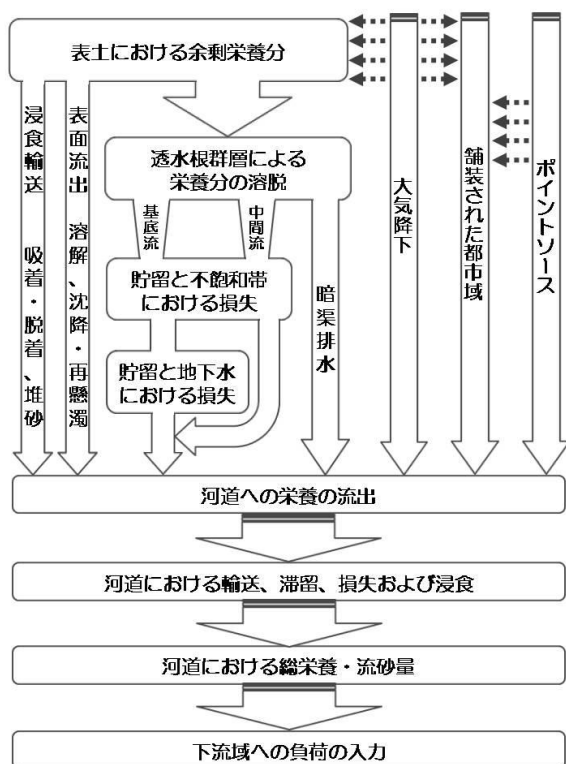 表土における余剰栄養分
浸食輸送　吸着・脱着、堆砂
表面流出　溶解、沈降・再懸濁
透水根群層による
栄養分の溶脱
基底流
中間流
貯留と不飽和帯
における損失
貯留と地下水
における損失
暗渠排水
大気降下
舗装された都市域
ポイントソース
河道への栄養の流出
河道における輸送、滞留、損失および浸食
河道における総栄養・流砂量
下流域への負荷の入力